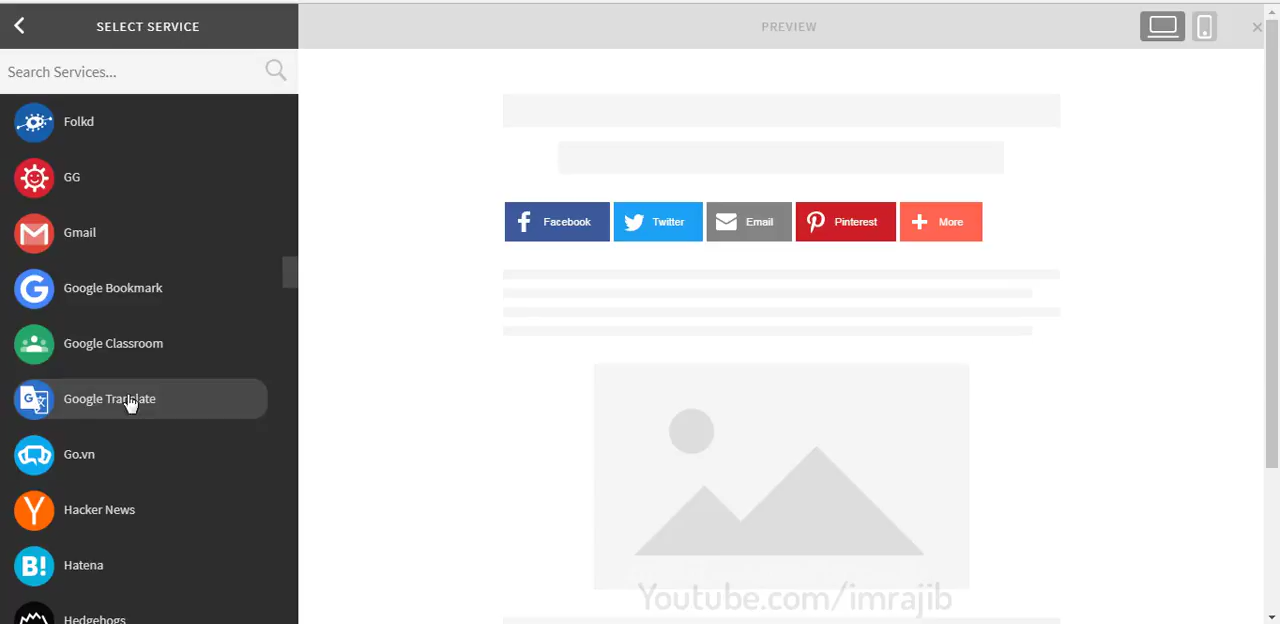 SELECT SERVICE
PREVIEW
Search Services...
Folkd
GG
Gmail
Google Bookmark
Google Classroom
Google Translate
Go.vn
Hacker News
B! Hatena
Hedgehogs
Facebook
Twitter
Email
Pinterest
More
Youtube.com/imrajib